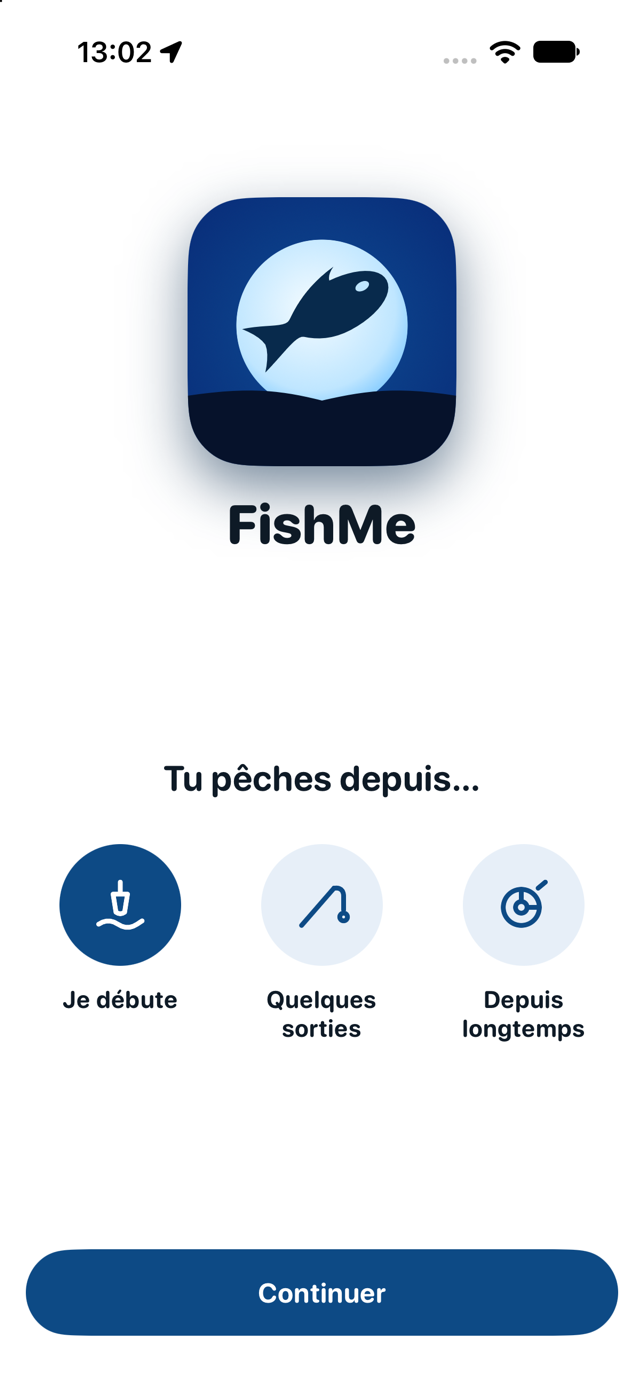 13:02
FishMe
Tu pêches depuis...
Je débute
Quelques
sorties
Depuis
longtemps
Continuer